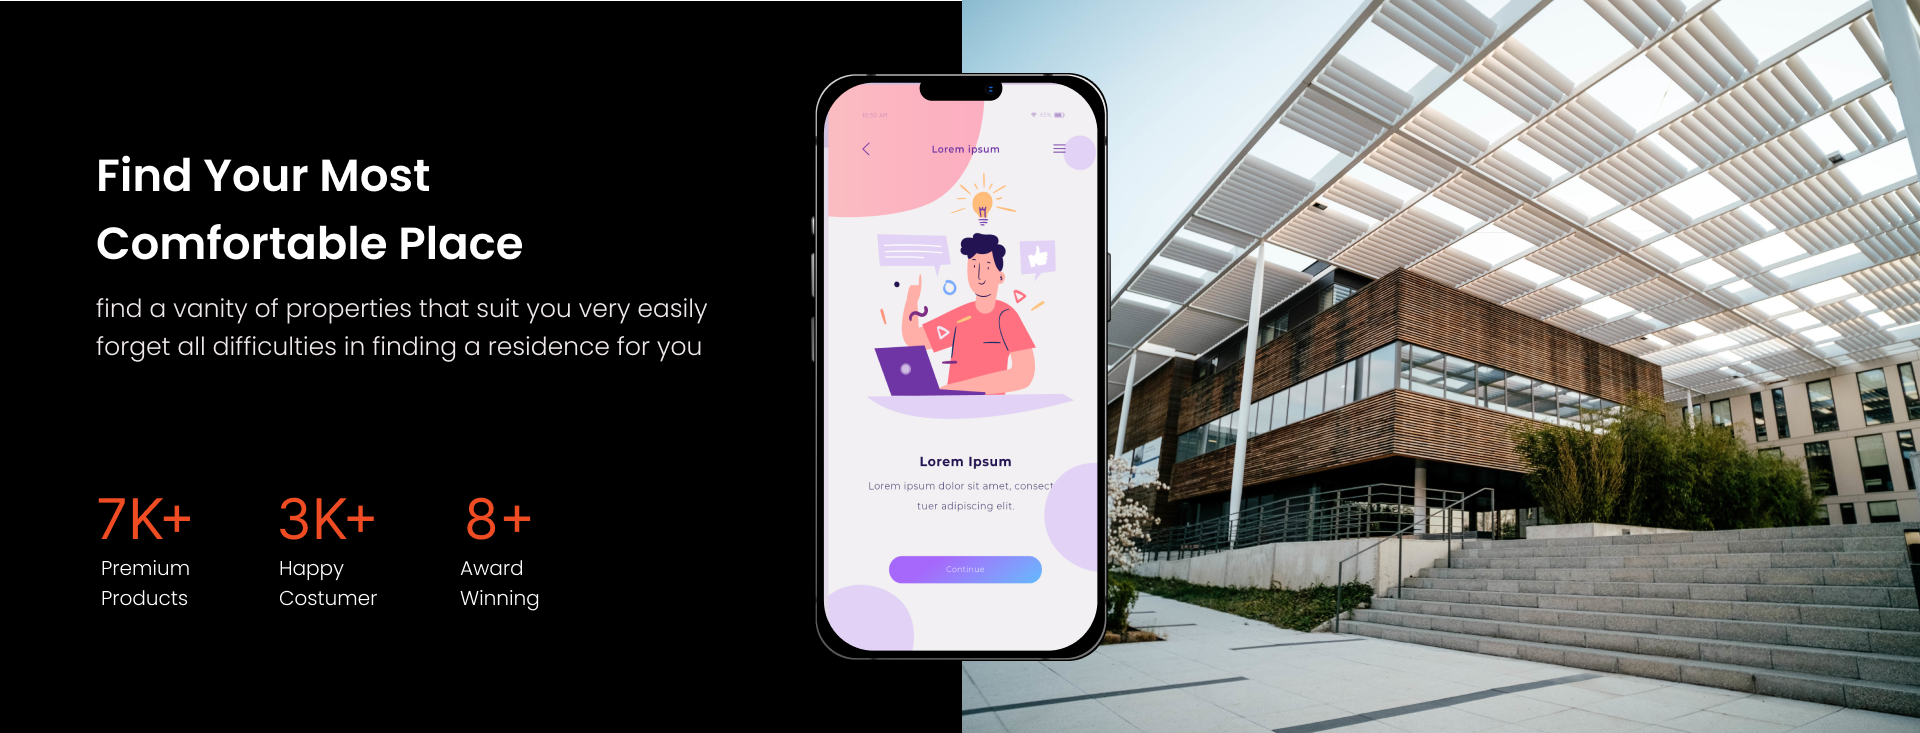 Find Your Most
Comfortable Place
find a vanity of properties that suit you very easily
forget all difficulties in finding a residence for you
7K+
Premium
Products
3K+
Happy
Costumer
8+
Award
Winning
10:50 AM
Lorem ipsum
Lorem Ipsum
Lorem ipsum dolor sit amet, consect
tuer adipiscing elit.
Continue